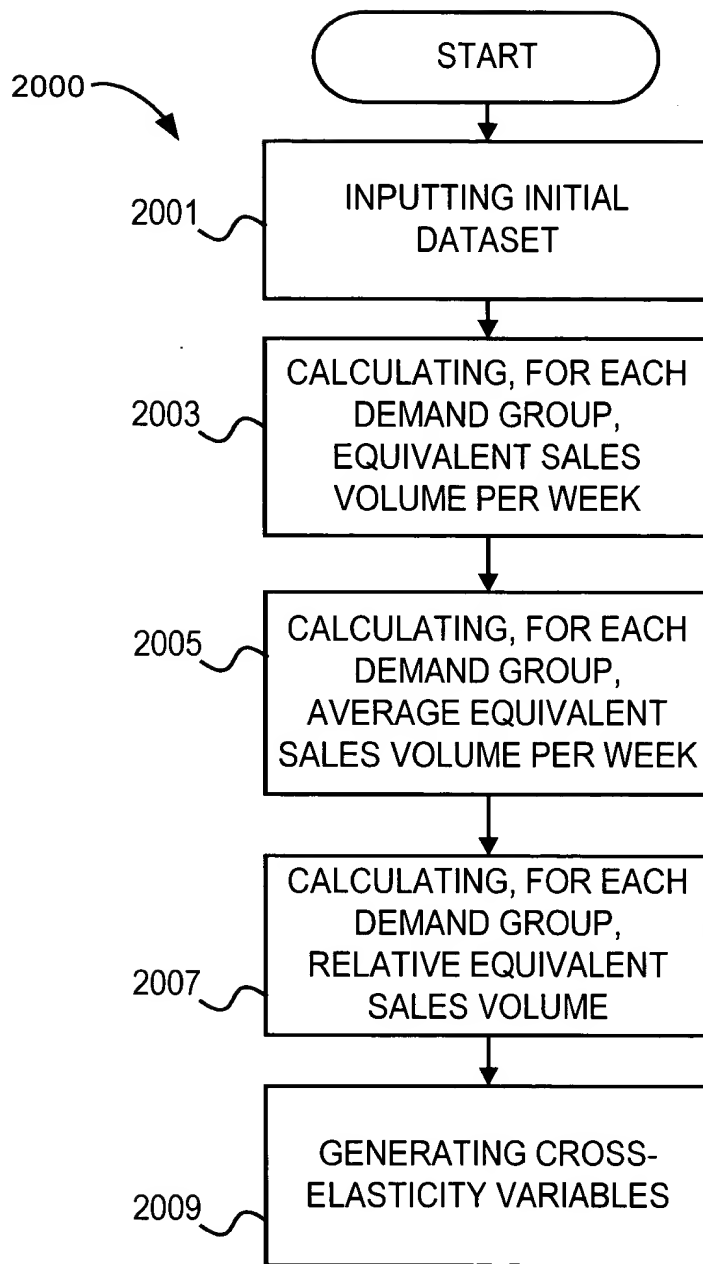 START
2000
2001
INPUTTING INITIAL
DATASET
2003
CALCULATING, FOR EACH
DEMAND GROUP,
EQUIVALENT SALES
VOLUME PER WEEK
2005
CALCULATING, FOR EACH
DEMAND GROUP,
AVERAGE EQUIVALENT
SALES VOLUME PER WEEK
2007
CALCULATING, FOR EACH
DEMAND GROUP,
RELATIVE EQUIVALENT
SALES VOLUME
2009
GENERATING CROSS-
ELASTICITY VARIABLES